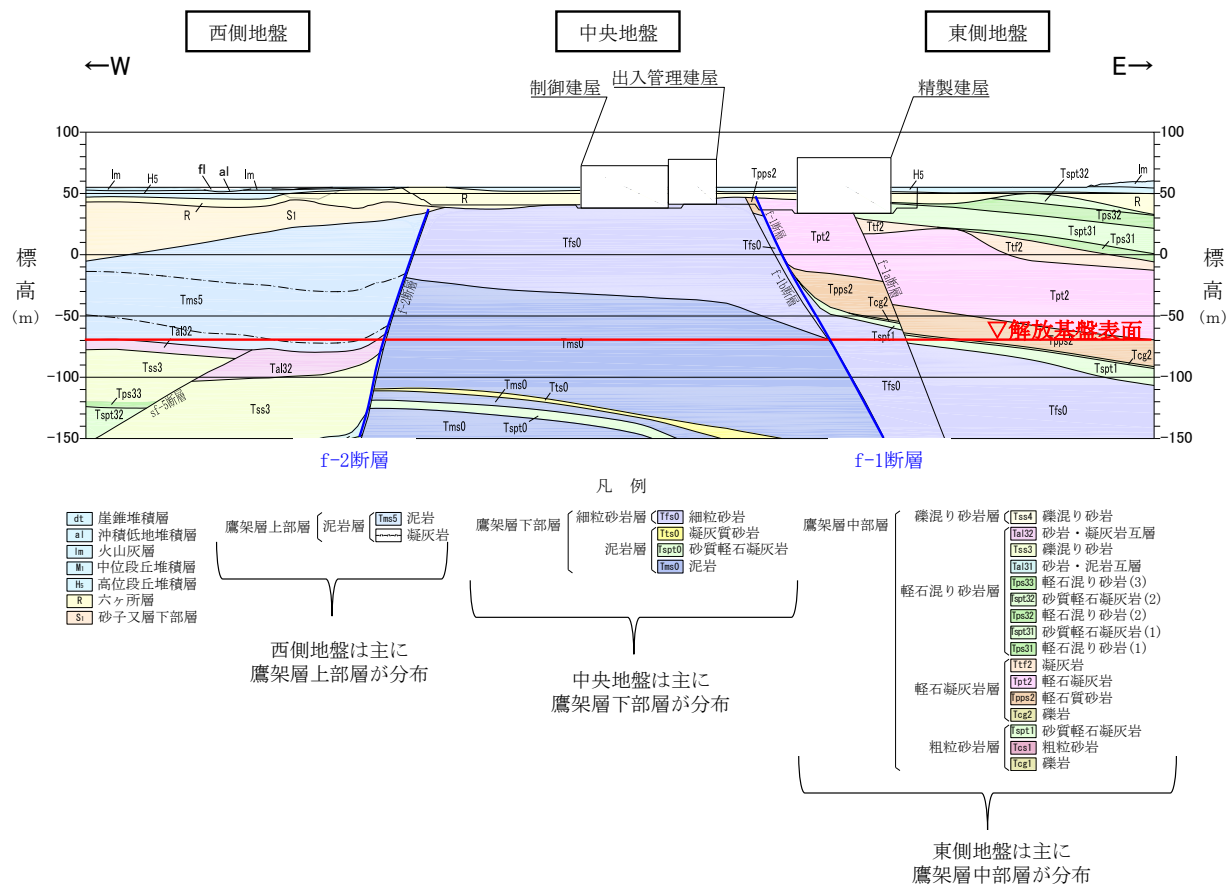 西側地盤
中央地盤
東側地盤
←W
E→
制御建屋
出入管理建屋
精製建屋
100
50
0
-50
-100
-150
標
高
(m)
100
50
0
-50
-100
-150
標
高
(m)
lm
H5
fl
al
lm
R
S1
R
Tpps2
H5
Tspt32
lm
R
Tps32
Tspt31
Tps31
Ttf2
Ttf2
Tpt2
Tpt2
Tfs0
Tfs0
f-1断層
f-1b断層
f-1a断層
f-2断層
Tms5
Tpps2
Tcg2
Tspt1
▽解放基盤表面
Tpps2
Tcg2
Tspt1
Tal32
Tal32
Tss3
Tss3
Tps33
Tspt32
sf-5断層
Tms0
Tms0
Tts0
Tms0
Tspt0
Tfs0
Tfs0
f-2断層
f-1断層
凡 例
dt 崖錐堆積層
al 沖積低地堆積層
lm 火山灰層
M1 中位段丘堆積層
H5 高位段丘堆積層
R 六ヶ所層
S1 砂子又層下部層
鷹架層上部層
泥岩層
Tms5 泥岩
凝灰岩
西側地盤は主に
鷹架層上部層が分布
鷹架層下部層
細粒砂岩層
Tfs0 細粒砂岩
泥岩層
Tts0 凝灰質砂岩
Tspt0 砂質軽石凝灰岩
Tms0 泥岩
中央地盤は主に
鷹架層下部層が分布
鷹架層中部層
礫混り砂岩層
Tss4 礫混り砂岩
軽石混り砂岩層
Tal32 砂岩・凝灰岩互層
Tss3 礫混り砂岩
Tal31 砂岩・泥岩互層
Tps33 軽石混り砂岩(3)
Tspt32 砂質軽石凝灰岩(2)
Tps32 軽石混り砂岩(2)
Tspt31 砂質軽石凝灰岩(1)
Tps31 軽石混り砂岩(1)
軽石凝灰岩層
Ttf2 凝灰岩
Tpt2 軽石凝灰岩
Tpps2 軽石質砂岩
Tcg2 礫岩
粗粒砂岩層
Tspt1 砂質軽石凝灰岩
Tcs1 粗粒砂岩
Tcg1 礫岩
東側地盤は主に
鷹架層中部層が分布